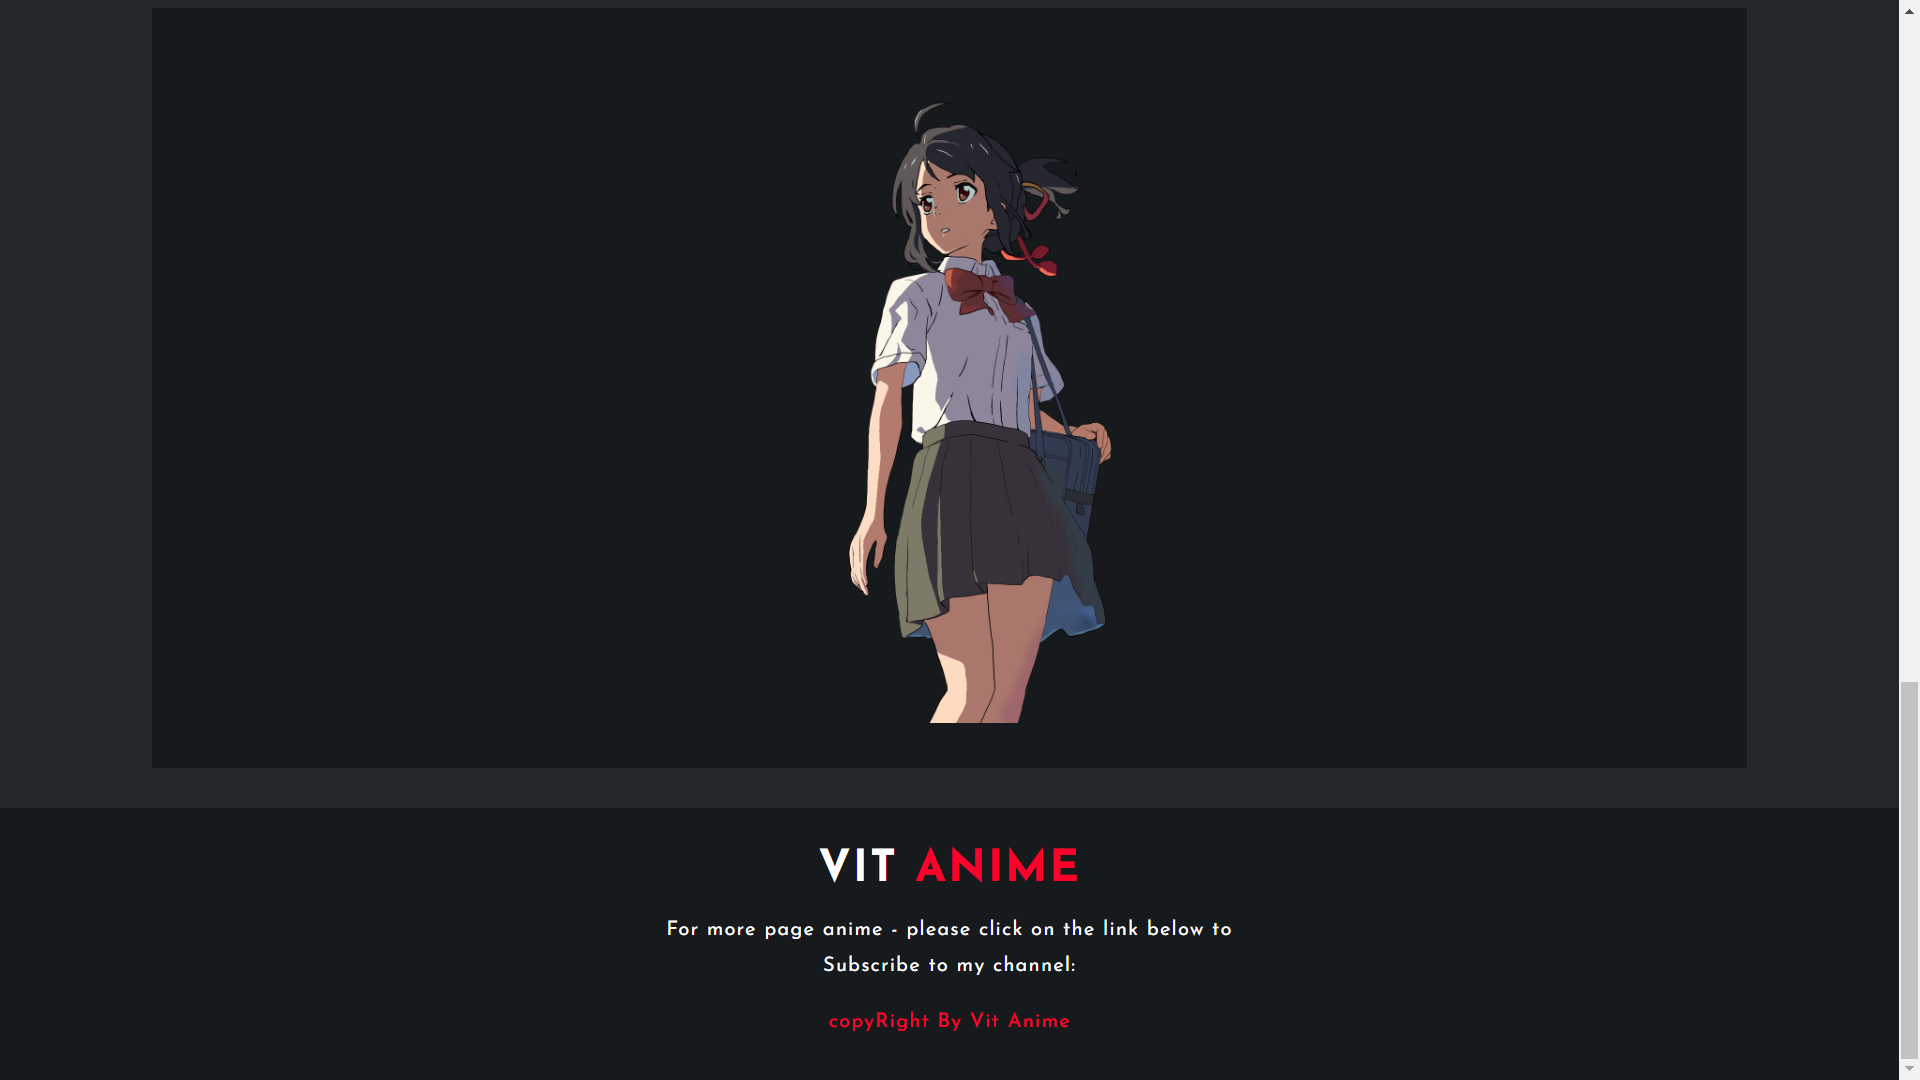 VIT ANIME
For more page anime - please click on the link below to
Subscribe to my channel:
copyRight By Vit Anime